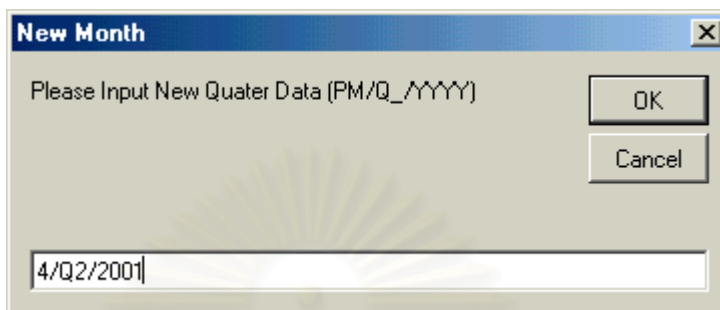 New Month
Please Input New Quater Data (PM/Q_/YYYY)
OK
Cancel
4/Q2/2001